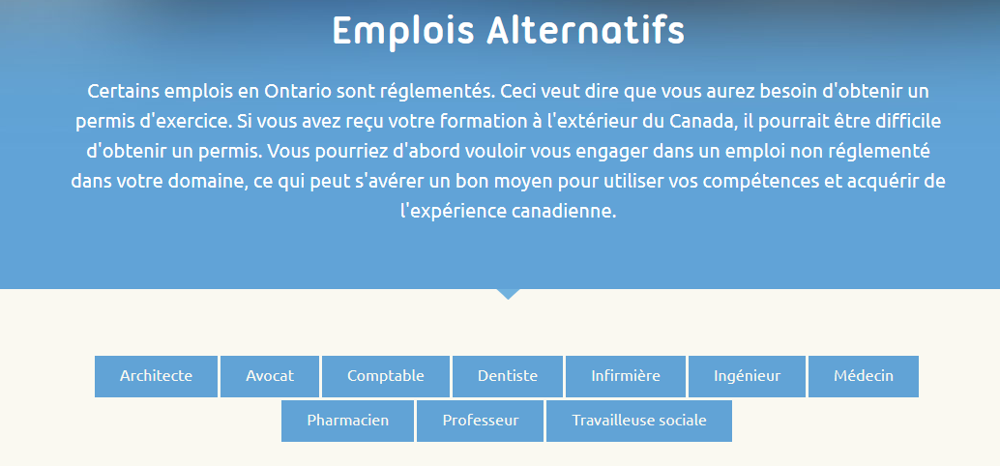 Emplois Alternatifs
Certains emplois en Ontario sont réglementés. Ceci veut dire que vous aurez besoin d'obtenir un
permis d'exercice. Si vous avez reçu votre formation à l'extérieur du Canada, il pourrait être difficile
d'obtenir un permis. Vous pourriez d'abord vouloir vous engager dans un emploi non réglementé
dans votre domaine, ce qui peut s'avérer un bon moyen pour utiliser vos compétences et acquérir de
l'expérience canadienne.
Architecte Avocat Comptable Dentiste Infirmière Ingénieur Médecin
Pharmacien Professeur Travailleuse sociale